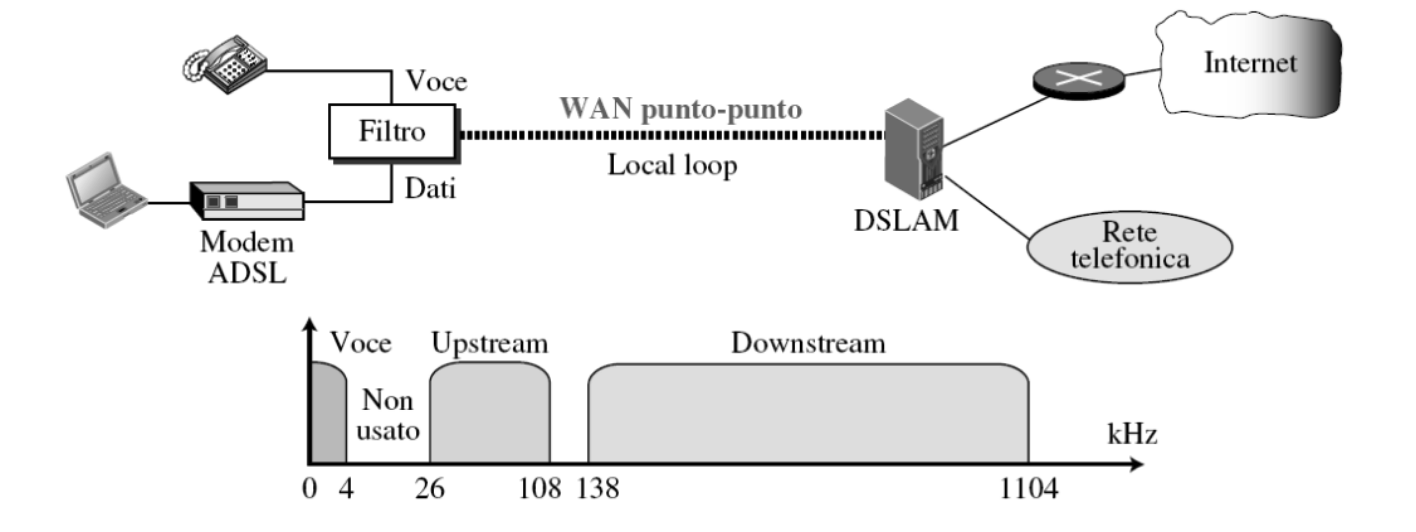 Voce
Filtro
Dati
Modem
ADSL
WAN punto-punto
Local loop
DSLAM
Internet
Rete
telefonica
Voce
Upstream
Downstream
Non
usato
kHz
0 4 26 108 138 1104